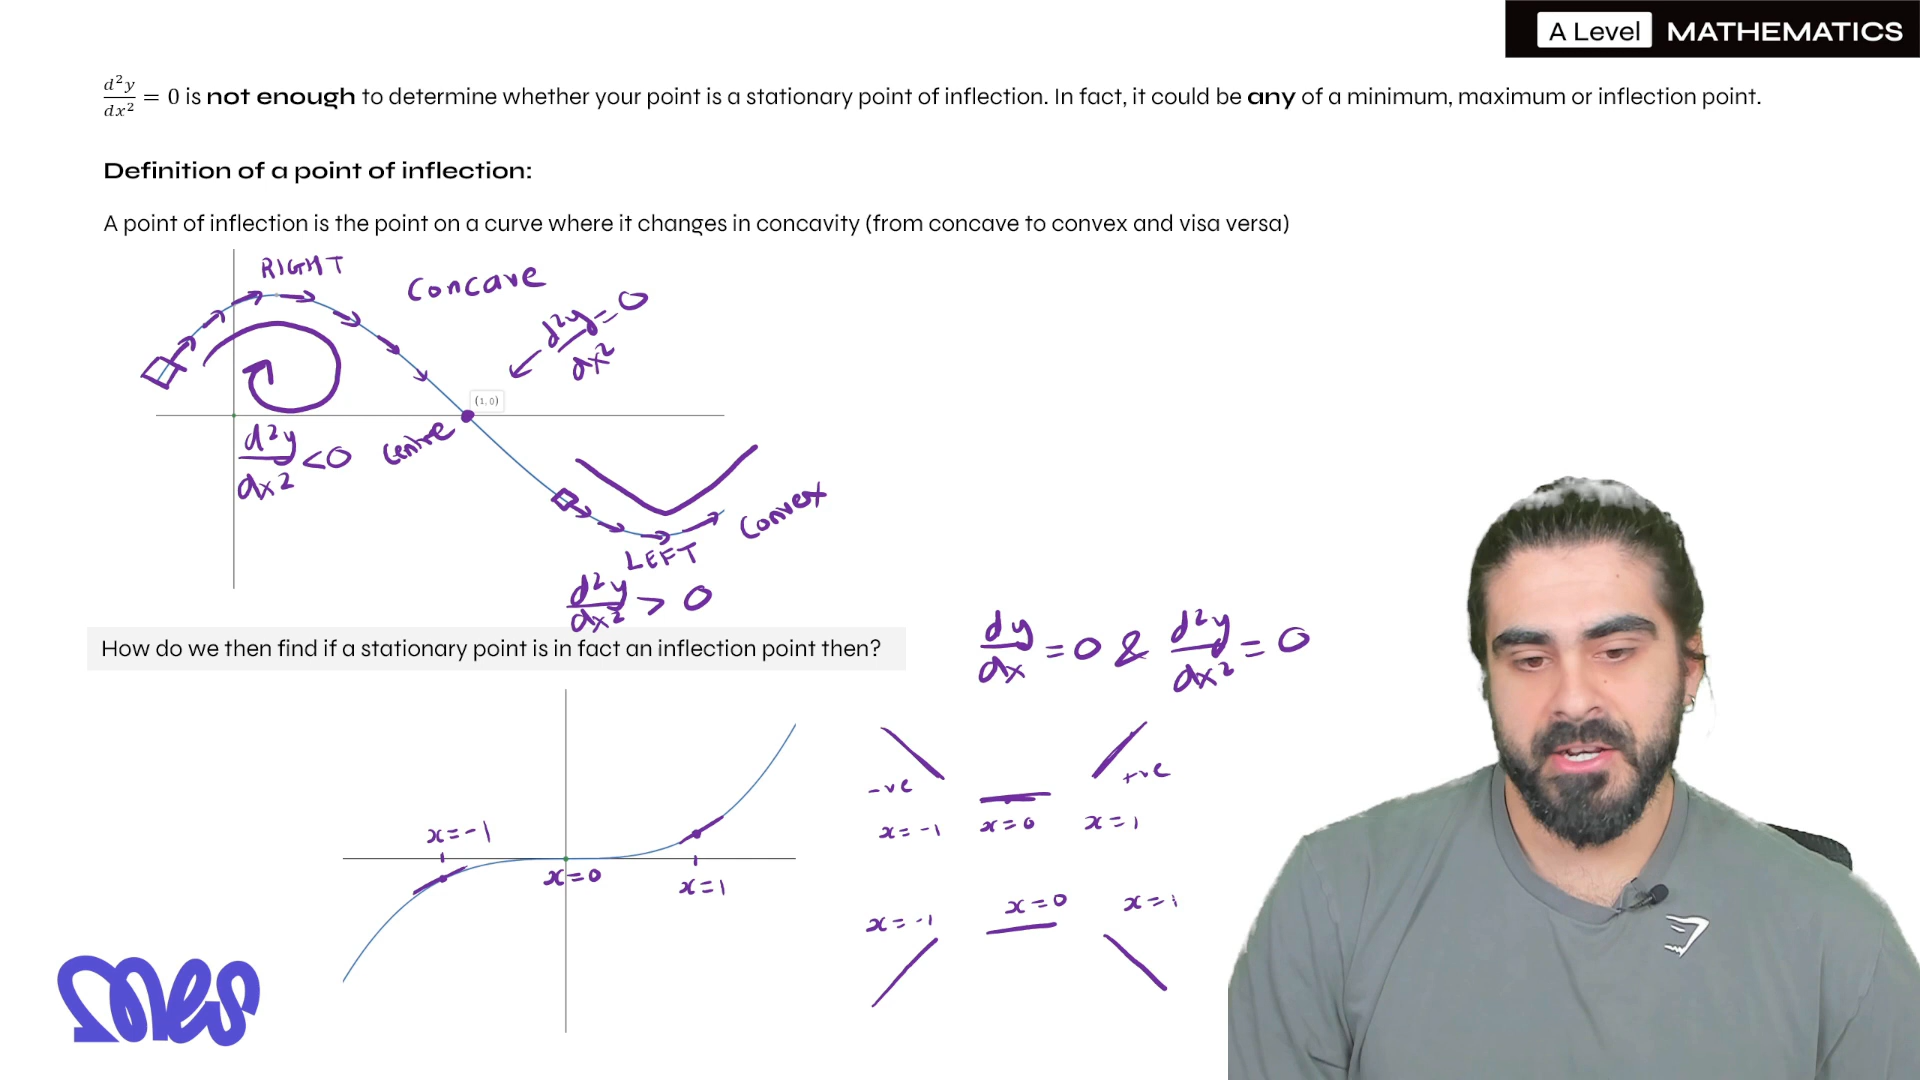 A Level MATHEMATICS
d²y/dx² = 0 is not enough to determine whether your point is a stationary point of inflection. In fact, it could be any of a minimum, maximum or inflection point.
Definition of a point of inflection:
A point of inflection is the point on a curve where it changes in concavity (from concave to convex and visa versa)
RIGHT
Concave
d²y/dx² = 0
(1, 0)
d²y/dx² < 0
Centre
Convex
LEFT
d²y/dx² > 0
How do we then find if a stationary point is in fact an inflection point then?
dy/dx = 0 & d²y/dx² = 0
-ve
+ve
x = -1 x = 0 x = 1
x = -1
x = 0
x = 1
x = -1 x = 0 x = 1
mes